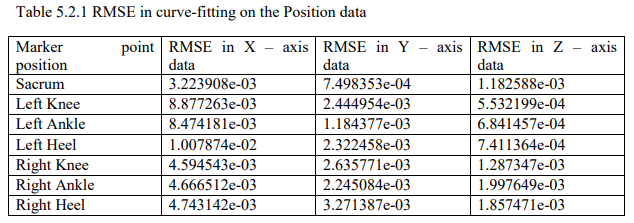 Table 5.2.1 RMSE in curve-fitting on the Position data
Marker point position | RMSE in X – axis data | RMSE in Y – axis data | RMSE in Z – axis data
Sacrum | 3.223908e-03 | 7.498353e-04 | 1.182588e-03
Left Knee | 8.877263e-03 | 2.444954e-03 | 5.532199e-04
Left Ankle | 8.474181e-03 | 1.184377e-03 | 6.841457e-04
Left Heel | 1.007874e-02 | 2.322458e-03 | 7.411364e-04
Right Knee | 4.594543e-03 | 2.635771e-03 | 1.287347e-03
Right Ankle | 4.666512e-03 | 2.245084e-03 | 1.997649e-03
Right Heel | 4.743142e-03 | 3.271387e-03 | 1.857471e-03